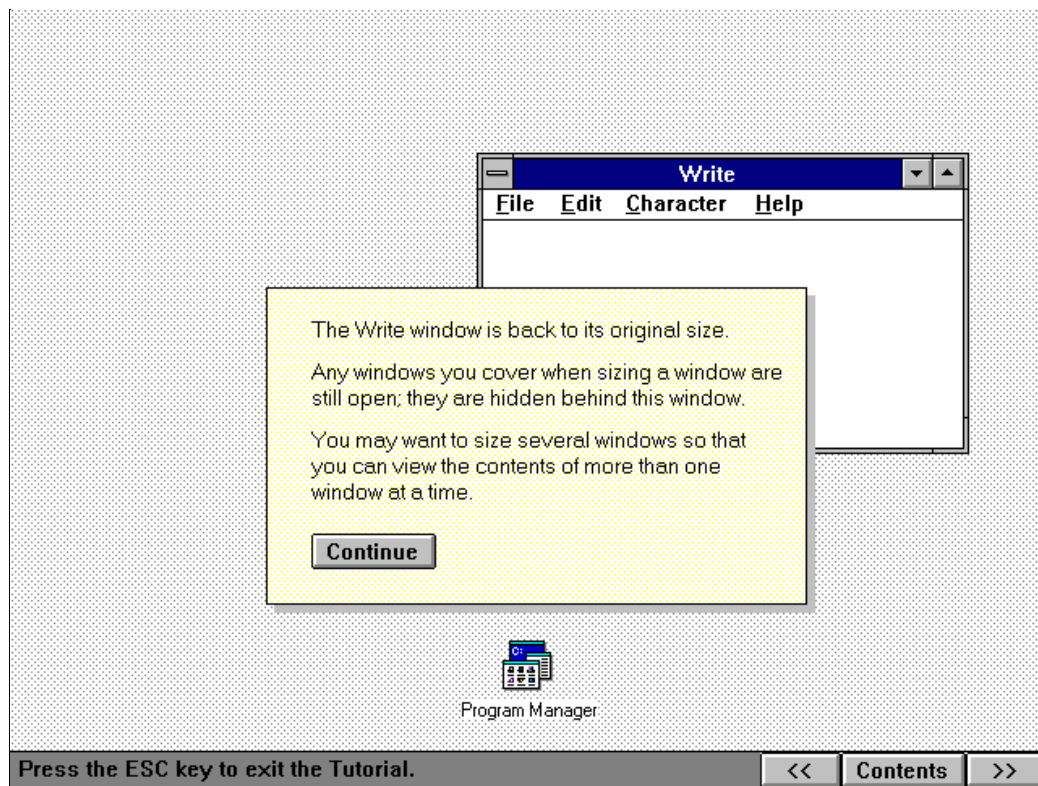 Write
File Edit Character Help
The Write window is back to its original size.
Any windows you cover when sizing a window are
still open; they are hidden behind this window.
You may want to size several windows so that
you can view the contents of more than one
window at a time.
Continue
C:
Program Manager
Press the ESC key to exit the Tutorial.
<< Contents >>